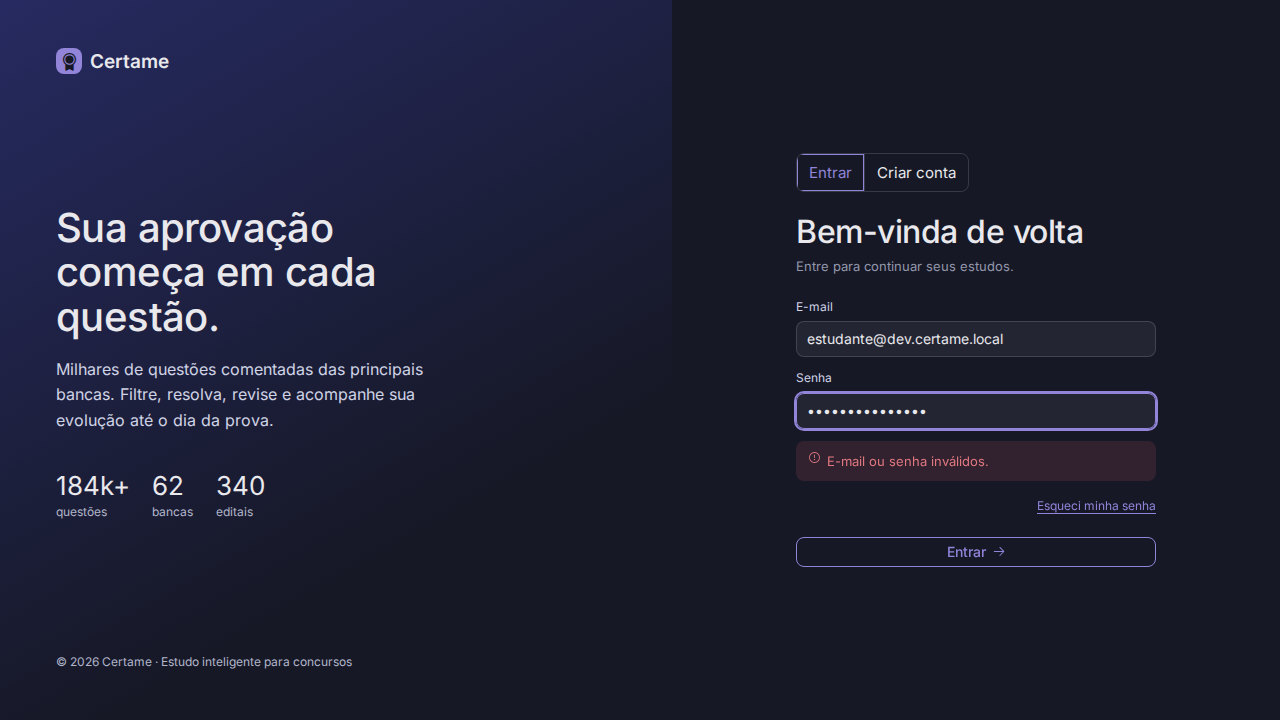 Certame
Sua aprovação
começa em cada
questão.
Milhares de questões comentadas das principais
bancas. Filtre, resolva, revise e acompanhe sua
evolução até o dia da prova.
184k+ 62 340
questões bancas editais
© 2026 Certame · Estudo inteligente para concursos
Entrar Criar conta
Bem-vinda de volta
Entre para continuar seus estudos.
E-mail
estudante@dev.certame.local
Senha
•••••••••••••••
E-mail ou senha inválidos.
Esqueci minha senha
Entrar →